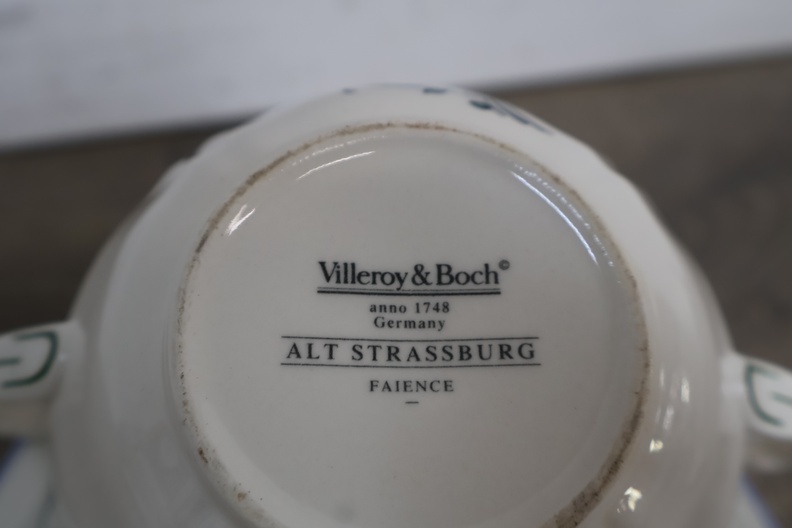 Villeroy & Boch©
anno 1748
Germany
ALT STRASSBURG
FAIENCE